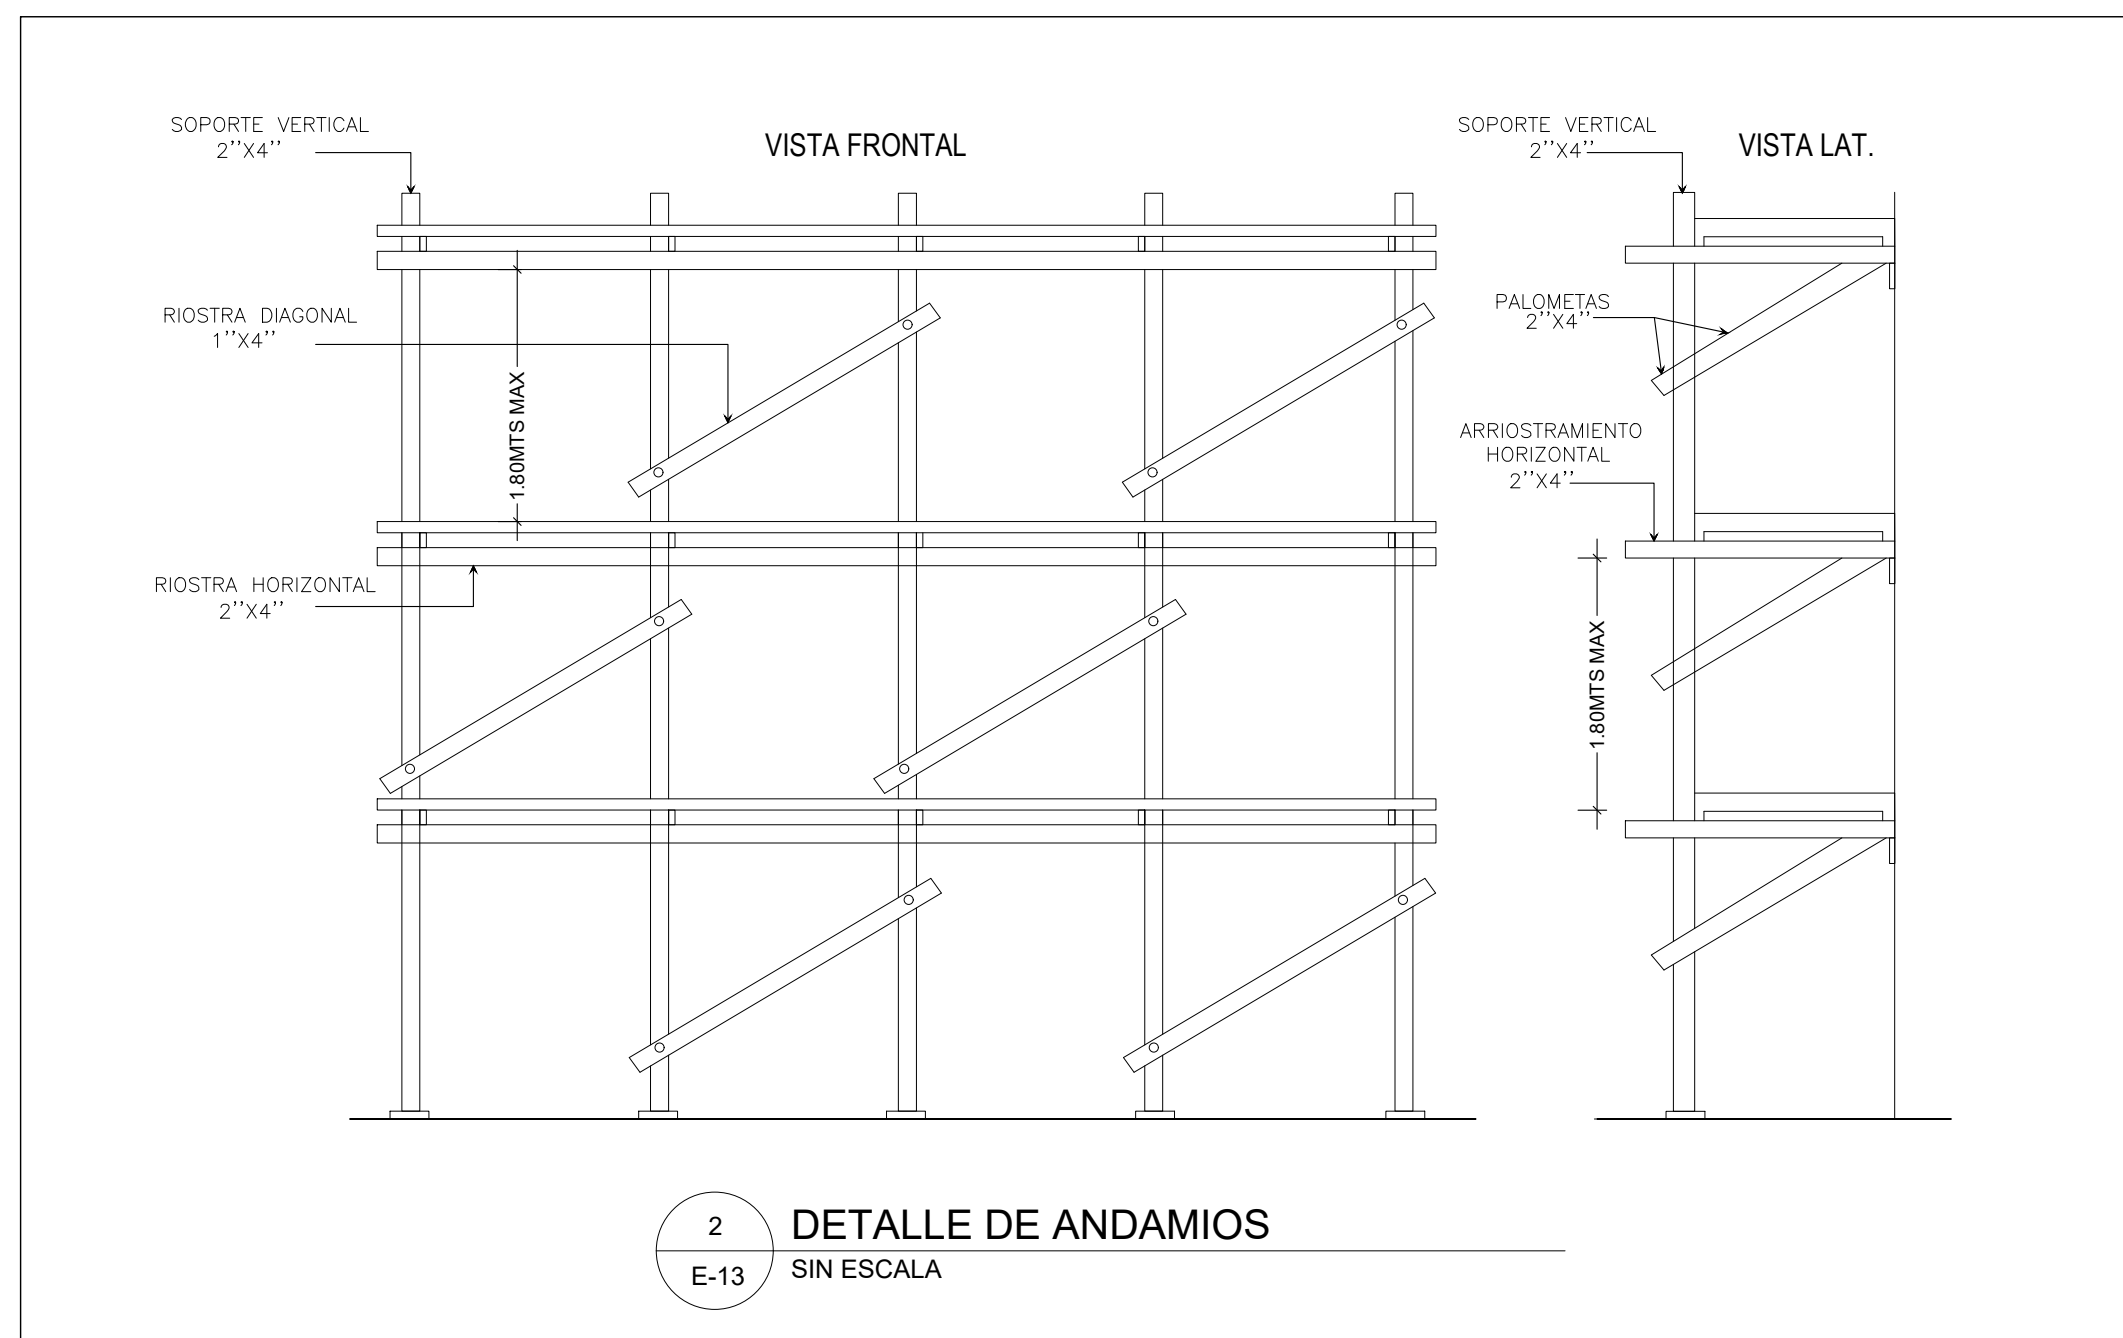 SOPORTE VERTICAL
2''X4''
VISTA FRONTAL
RIOSTRA DIAGONAL
1''X4''
1.80MTS MAX
RIOSTRA HORIZONTAL
2''X4''
SOPORTE VERTICAL
2''X4''
VISTA LAT.
PALOMETAS
2''X4''
ARRIOSTRAMIENTO
HORIZONTAL
2''X4''
1.80MTS MAX
2
E-13
DETALLE DE ANDAMIOS
SIN ESCALA